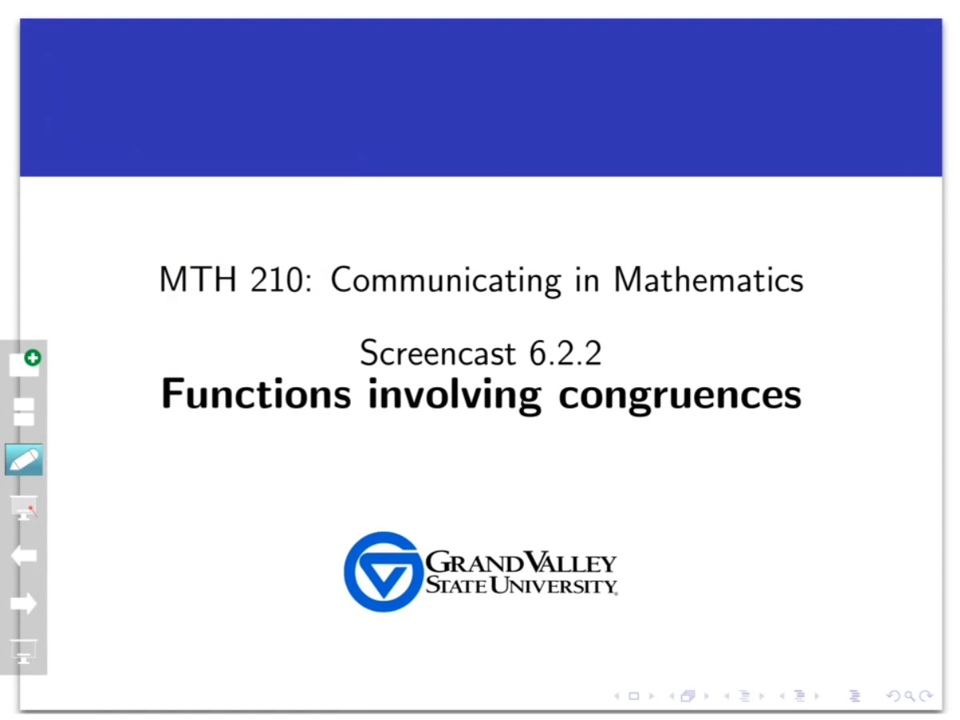 MTH 210: Communicating in Mathematics
Screencast 6.2.2
Functions involving congruences
GRAND VALLEY
STATE UNIVERSITY